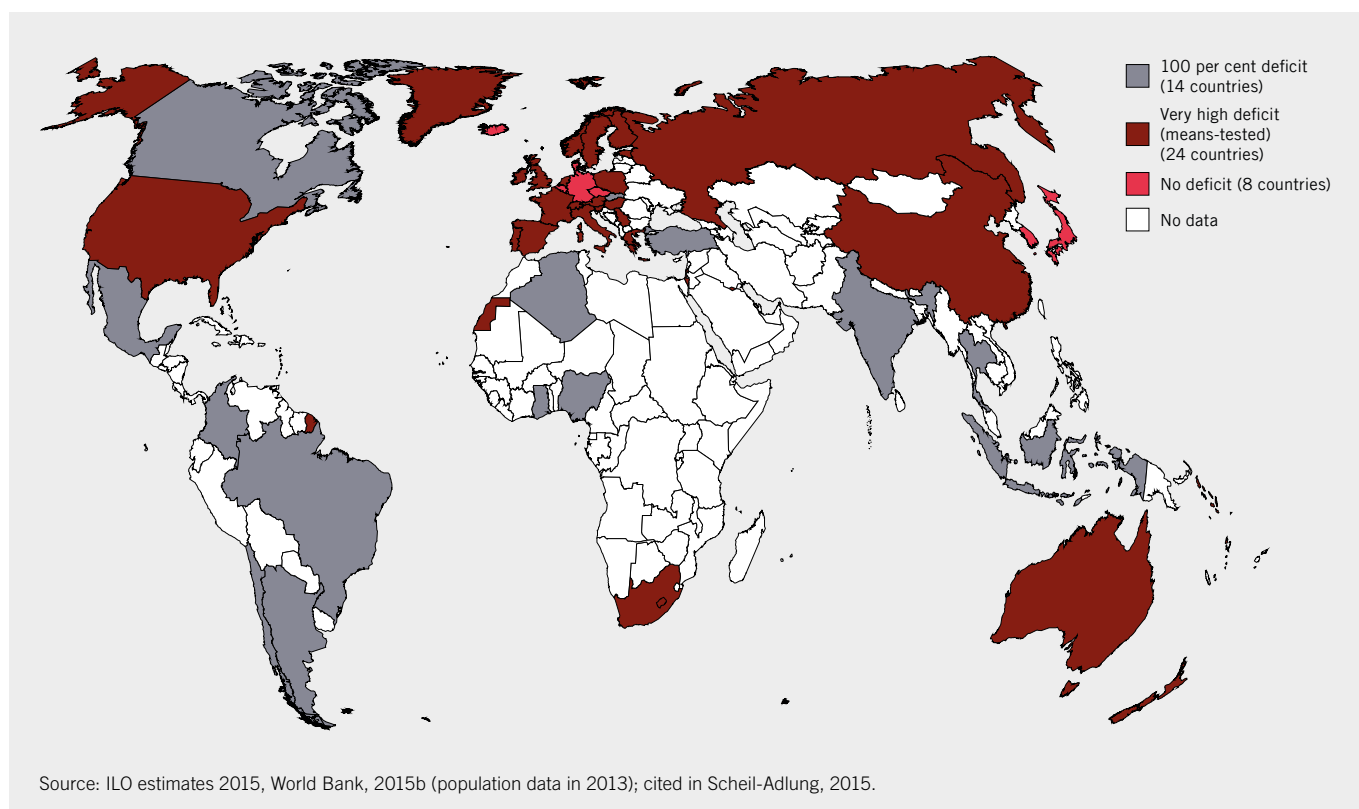 100 per cent deficit
(14 countries)
Very high deficit
(means-tested)
(24 countries)
No deficit (8 countries)
No data
Source: ILO estimates 2015, World Bank, 2015b (population data in 2013); cited in Scheil-Adlung, 2015.